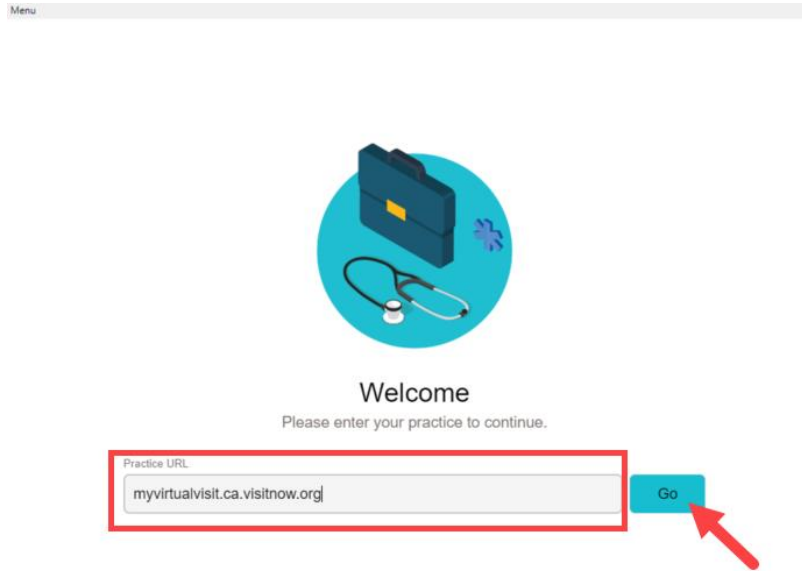 Menu
Welcome
Please enter your practice to continue.
Practice URL
myvirtualvisit.ca.visitnow.org
Go